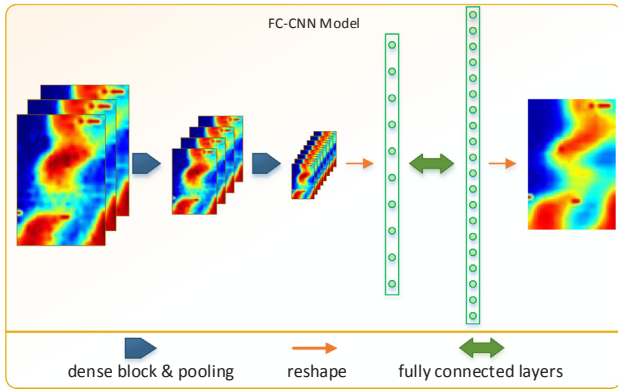 FC-CNN Model
dense block & pooling
reshape
fully connected layers